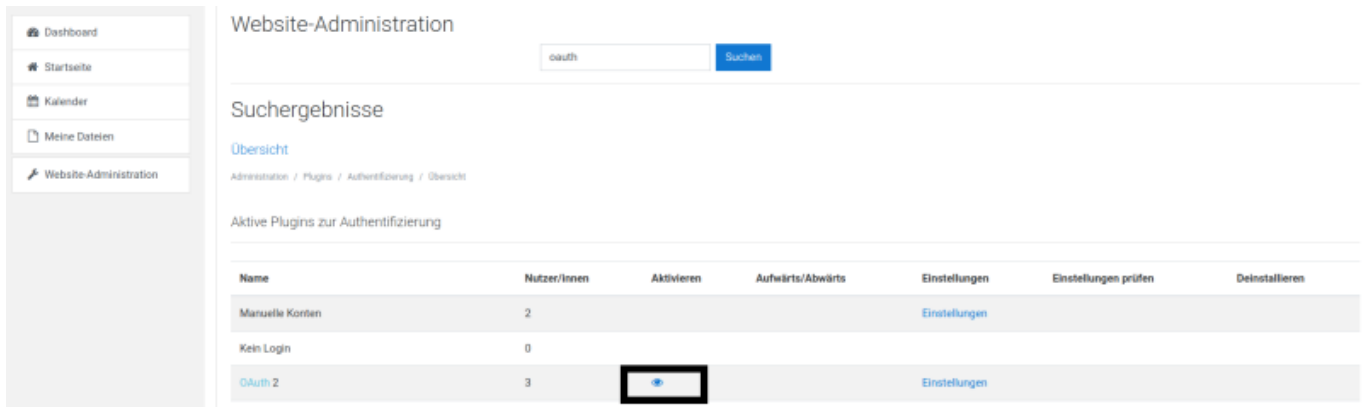 Dashboard
Startseite
Kalender
Meine Dateien
Website-Administration
Website-Administration
oauth
Suchen
Suchergebnisse
Übersicht
Administration / Plugins / Authentifizierung / Übersicht
Aktive Plugins zur Authentifizierung
Name Nutzer/innen Aktivieren Aufwärts/Abwärts Einstellungen Einstellungen prüfen Deinstallieren
Manuelle Konten 2 Einstellungen
Kein Login 0
OAuth 2 3 Einstellungen